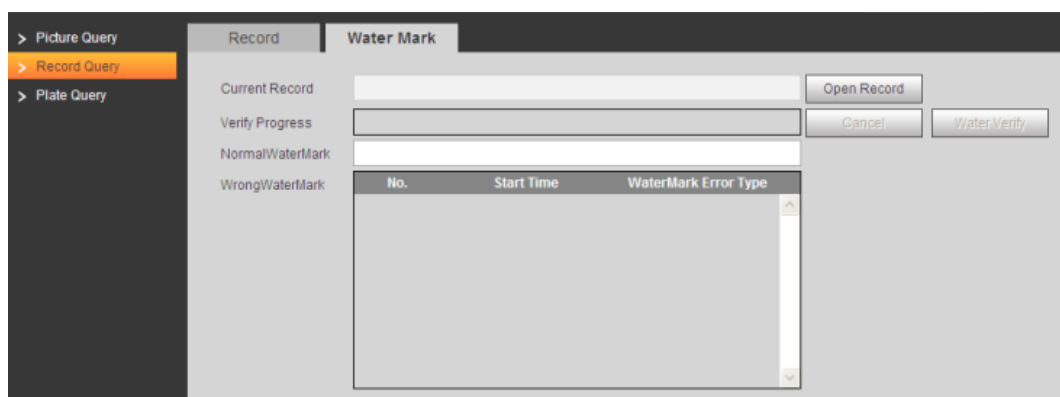 Picture Query
Record Query
Plate Query
Record
Water Mark
Current Record
Open Record
Verify Progress
Cancel
Water Verify
NormalWaterMark
WrongWaterMark
No. Start Time WaterMark Error Type